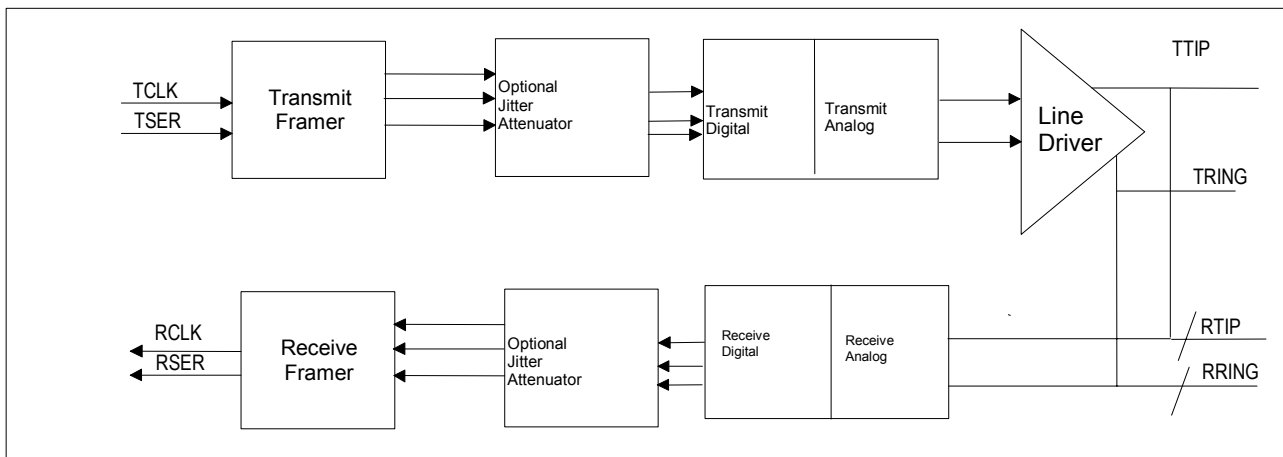 TCLK
TSER
Transmit
Framer
Optional
Jitter
Attenuator
Transmit
Digital
Transmit
Analog
Line
Driver
TTIP
TRING
RCLK
RSER
Receive
Framer
Optional
Jitter
Attenuator
Receive
Digital
Receive
Analog
RTIP
RRING